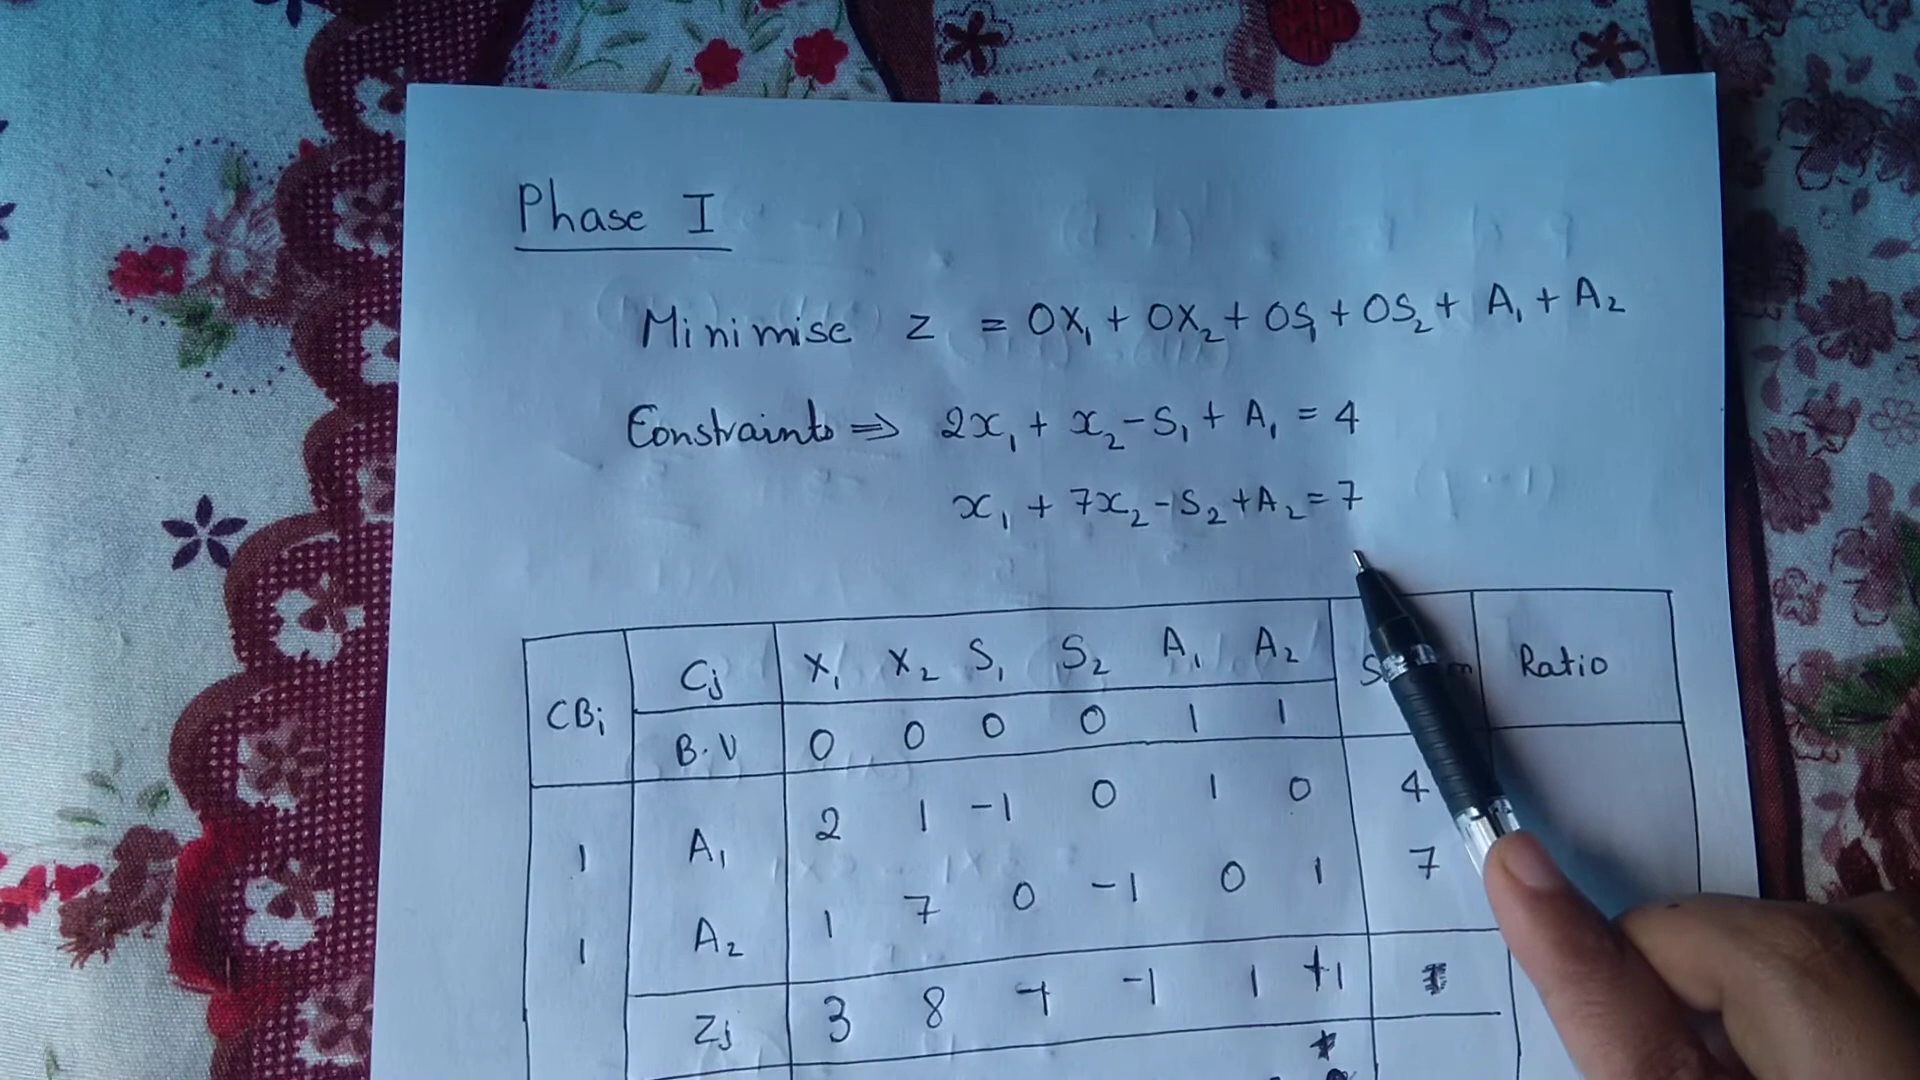 Phase I
Minimise Z = 0X₁ + 0X₂ + 0S₁ + 0S₂ + A₁ + A₂
Constraints ⇒ 2x₁ + x₂ - S₁ + A₁ = 4
x₁ + 7x₂ - S₂ + A₂ = 7
CBi Cj X₁ X₂ S₁ S₂ A₁ A₂ Ratio
B.V 0 0 0 0 1 1
1 A₁ 2 1 -1 0 1 0 4
1 A₂ 1 7 0 -1 0 1 7
Zj 3 8 -1 -1 1 +1